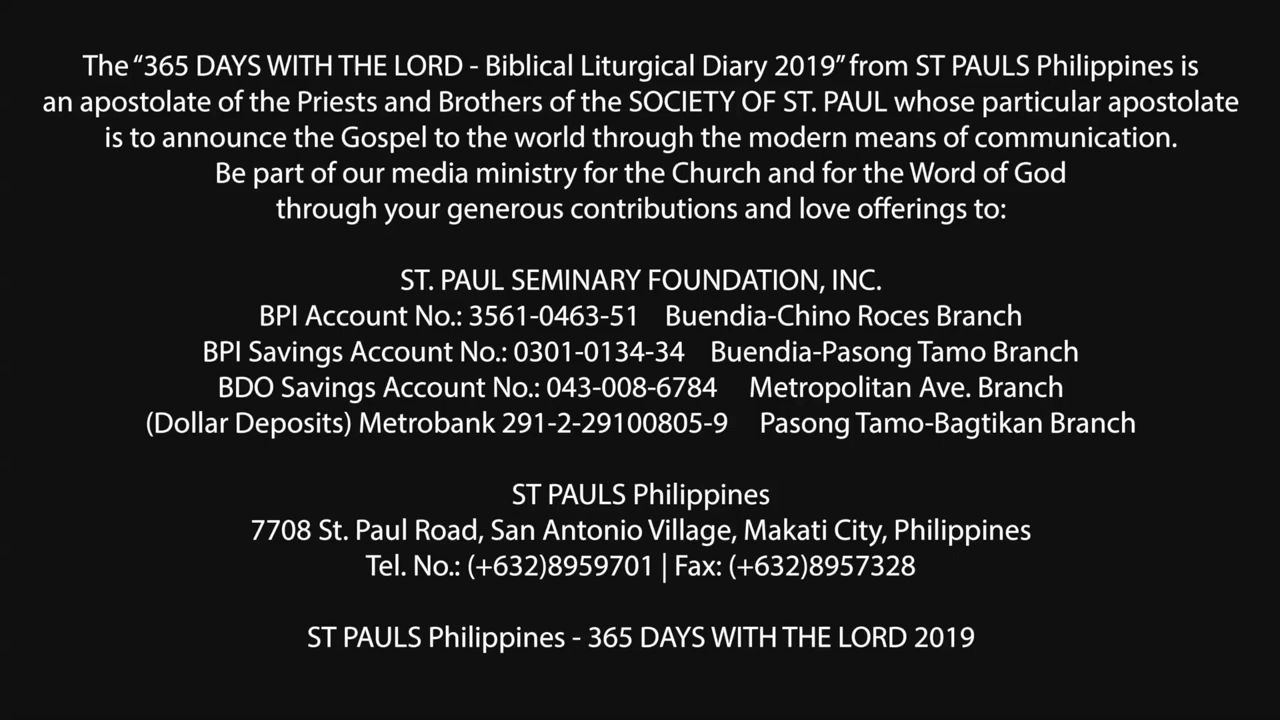 The “365 DAYS WITH THE LORD - Biblical Liturgical Diary 2019” from ST PAULS Philippines is
an apostolate of the Priests and Brothers of the SOCIETY OF ST. PAUL whose particular apostolate
is to announce the Gospel to the world through the modern means of communication.
Be part of our media ministry for the Church and for the Word of God
through your generous contributions and love offerings to:
ST. PAUL SEMINARY FOUNDATION, INC.
BPI Account No.: 3561-0463-51 Buendia-Chino Roces Branch
BPI Savings Account No.: 0301-0134-34 Buendia-Pasong Tamo Branch
BDO Savings Account No.: 043-008-6784 Metropolitan Ave. Branch
(Dollar Deposits) Metrobank 291-2-29100805-9 Pasong Tamo-Bagtikan Branch
ST PAULS Philippines
7708 St. Paul Road, San Antonio Village, Makati City, Philippines
Tel. No.: (+632)8959701 | Fax: (+632)8957328
ST PAULS Philippines - 365 DAYS WITH THE LORD 2019